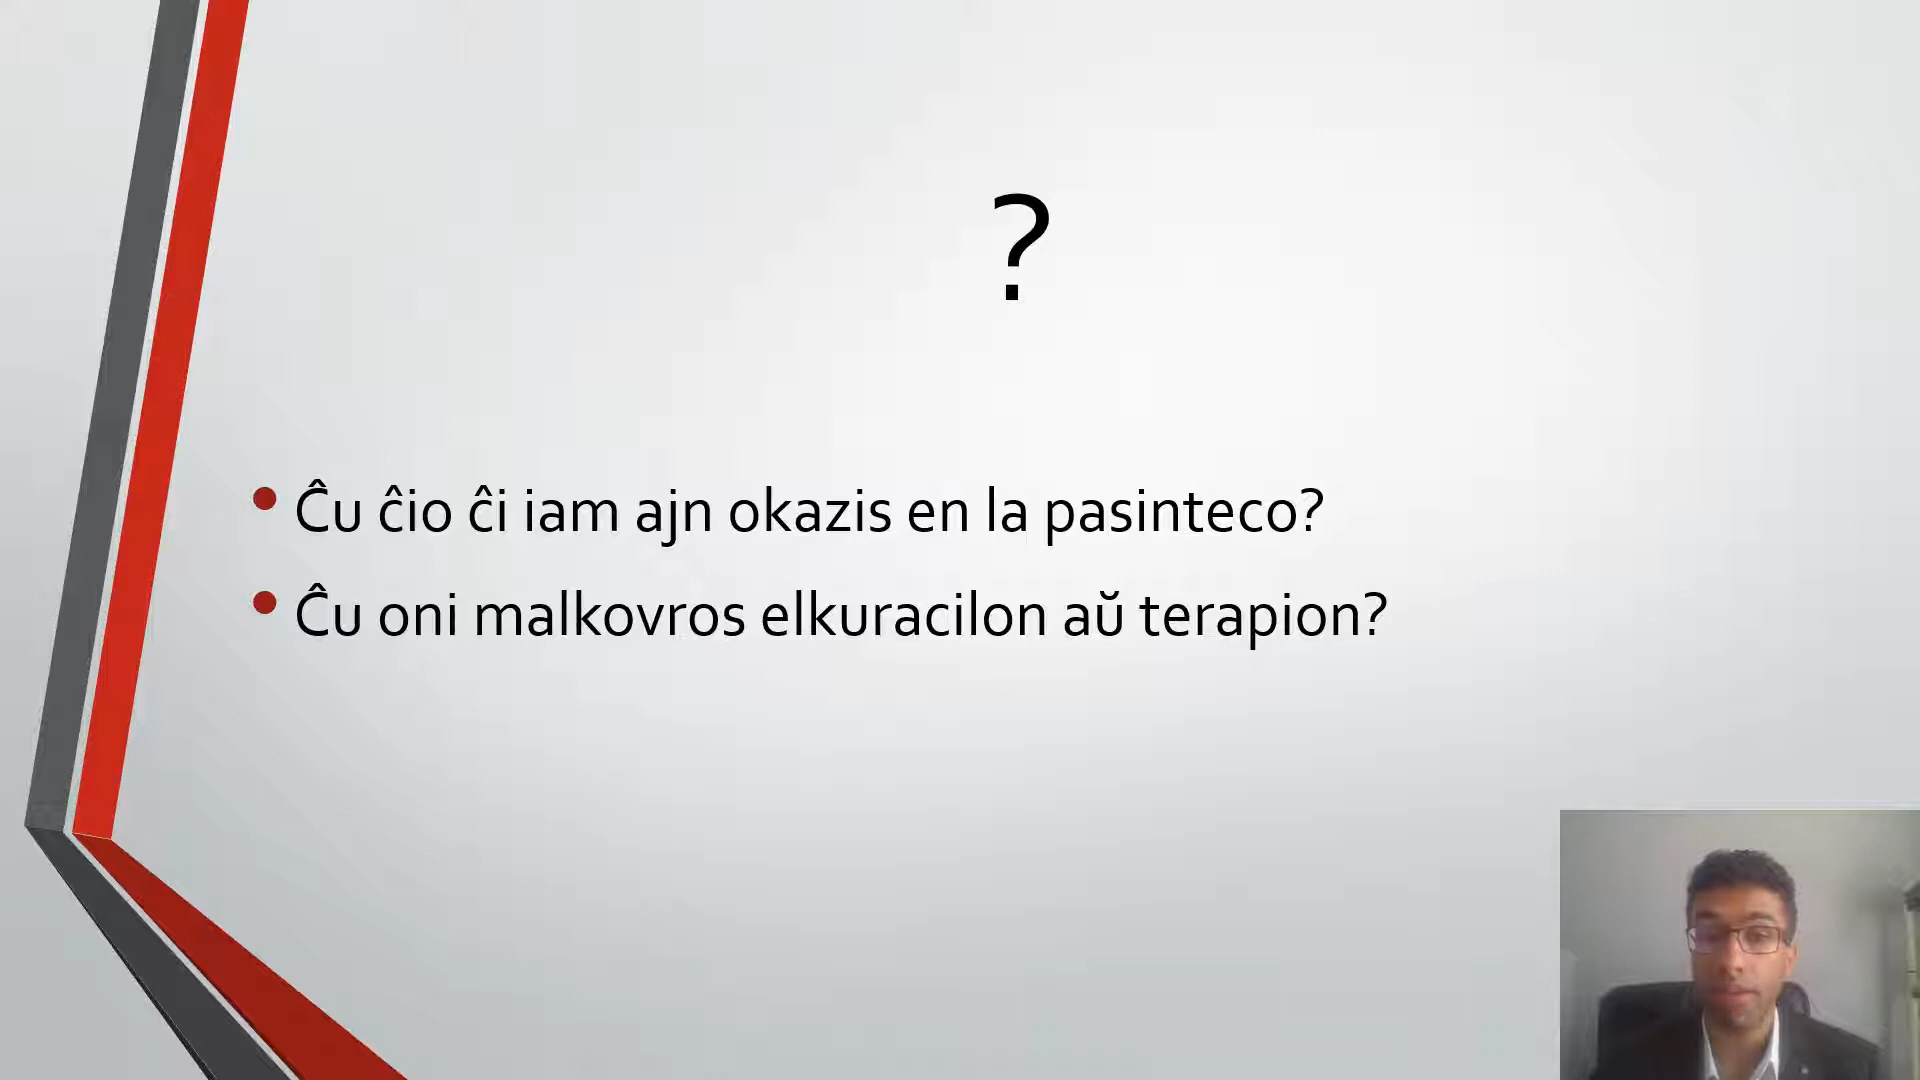 ?
Ĉu ĉio ĉi iam ajn okazis en la pasinteco?
Ĉu oni malkovros elkuracilon aŭ terapion?